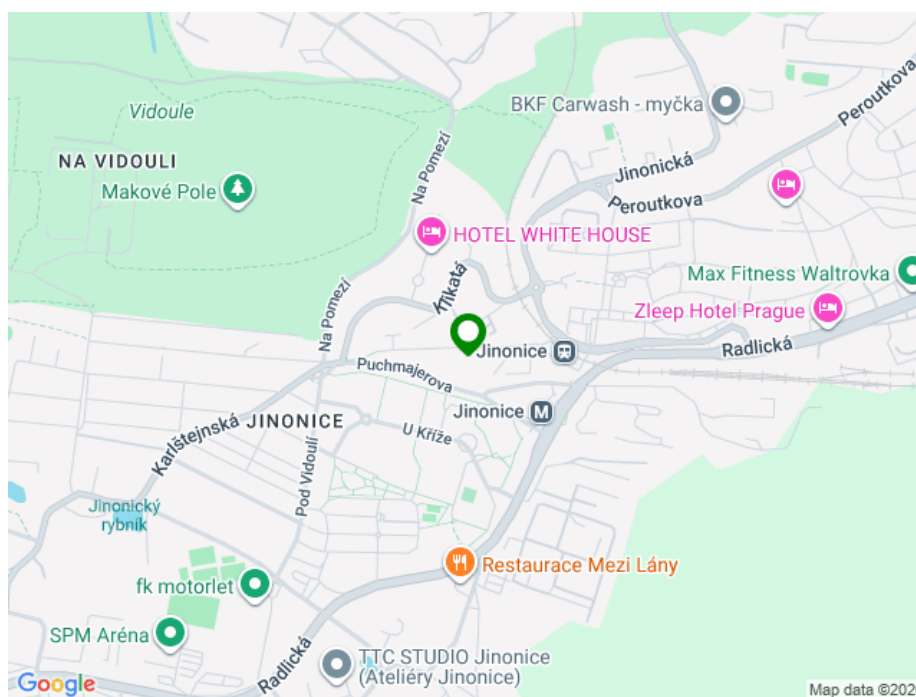 Vidoule
NA VIDOULI
Makové Pole
Na Pomezí
BKF Carwash - myčka
Peroutkova
Jinonická
Peroutkova
HOTEL WHITE HOUSE
Max Fitness Waltrovka
Zleep Hotel Prague
Radlická
Na Pomezí
Jinonice
Puchmajerova
Jinonice
M
JINONICE
U Kříže
Karlštejnská
Pod Vidoulí
Jinonický
rybník
fk motorlet
Restaurace Mezi Lány
SPM Aréna
Radlická
TTC STUDIO Jinonice
(Ateliéry Jinonice)
Google
Map data ©202